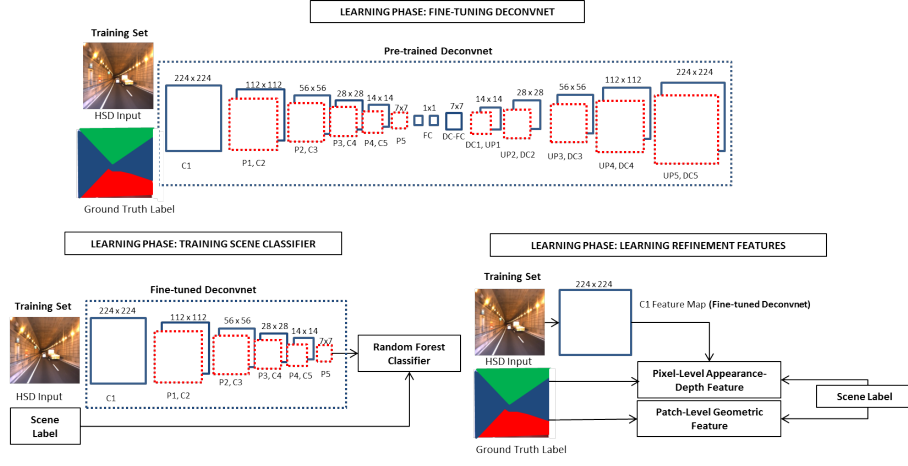 LEARNING PHASE: FINE-TUNING DECONVNET
Training Set
Pre-trained Deconvnet
224 x 224
112 x 112
56 x 56
28 x 28
14 x 14
7x7
1x1
7x7
14 x 14
28 x 28
56 x 56
112 x 112
224 x 224
HSD Input
C1
P1, C2
P2, C3
P3, C4
P4, C5
P5
FC
FC
DC-FC
DC1, UP1
UP2, DC2
UP3, DC3
UP4, DC4
UP5, DC5
Ground Truth Label
LEARNING PHASE: TRAINING SCENE CLASSIFIER
Fine-tuned Deconvnet
Training Set
224 x 224
112 x 112
56 x 56
28 x 28
14 x 14
7x7
HSD Input
C1
P1, C2
P2, C3
P3, C4
P4, C5
P5
Random Forest
Classifier
Scene
Label
LEARNING PHASE: LEARNING REFINEMENT FEATURES
Training Set
224 x 224
C1 Feature Map (Fine-tuned Deconvnet)
HSD Input
Pixel-Level Appearance-
Depth Feature
Scene Label
Patch-Level Geometric
Feature
Ground Truth Label